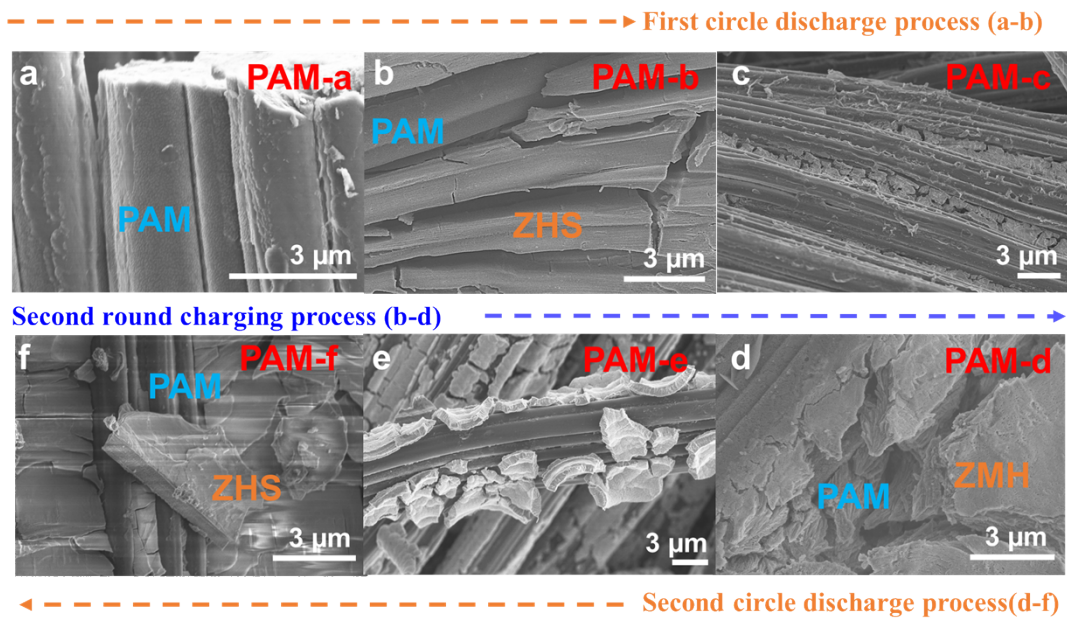 First circle discharge process (a-b)
a PAM-a
PAM
3 μm
b PAM-b
PAM
ZHS
3 μm
c PAM-c
3 μm
Second round charging process (b-d)
f PAM-f
PAM
ZHS
3 μm
e PAM-e
3 μm
d PAM-d
PAM
ZMH
3 μm
Second circle discharge process(d-f)